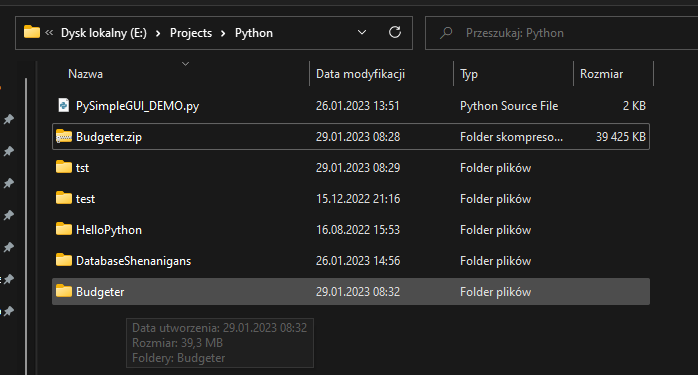 Dysk lokalny (E:) Projects Python Przeszukaj: Python
Nazwa Data modyfikacji Typ Rozmiar
PySimpleGUI_DEMO.py 26.01.2023 13:51 Python Source File 2 KB
Budgeter.zip 29.01.2023 08:28 Folder skompreso... 39 425 KB
tst 29.01.2023 08:29 Folder plików
test 15.12.2022 21:16 Folder plików
HelloPython 16.08.2022 15:53 Folder plików
DatabaseShenanigans 26.01.2023 14:56 Folder plików
Budgeter 29.01.2023 08:32 Folder plików
Data utworzenia: 29.01.2023 08:32
Rozmiar: 39,3 MB
Foldery: Budgeter